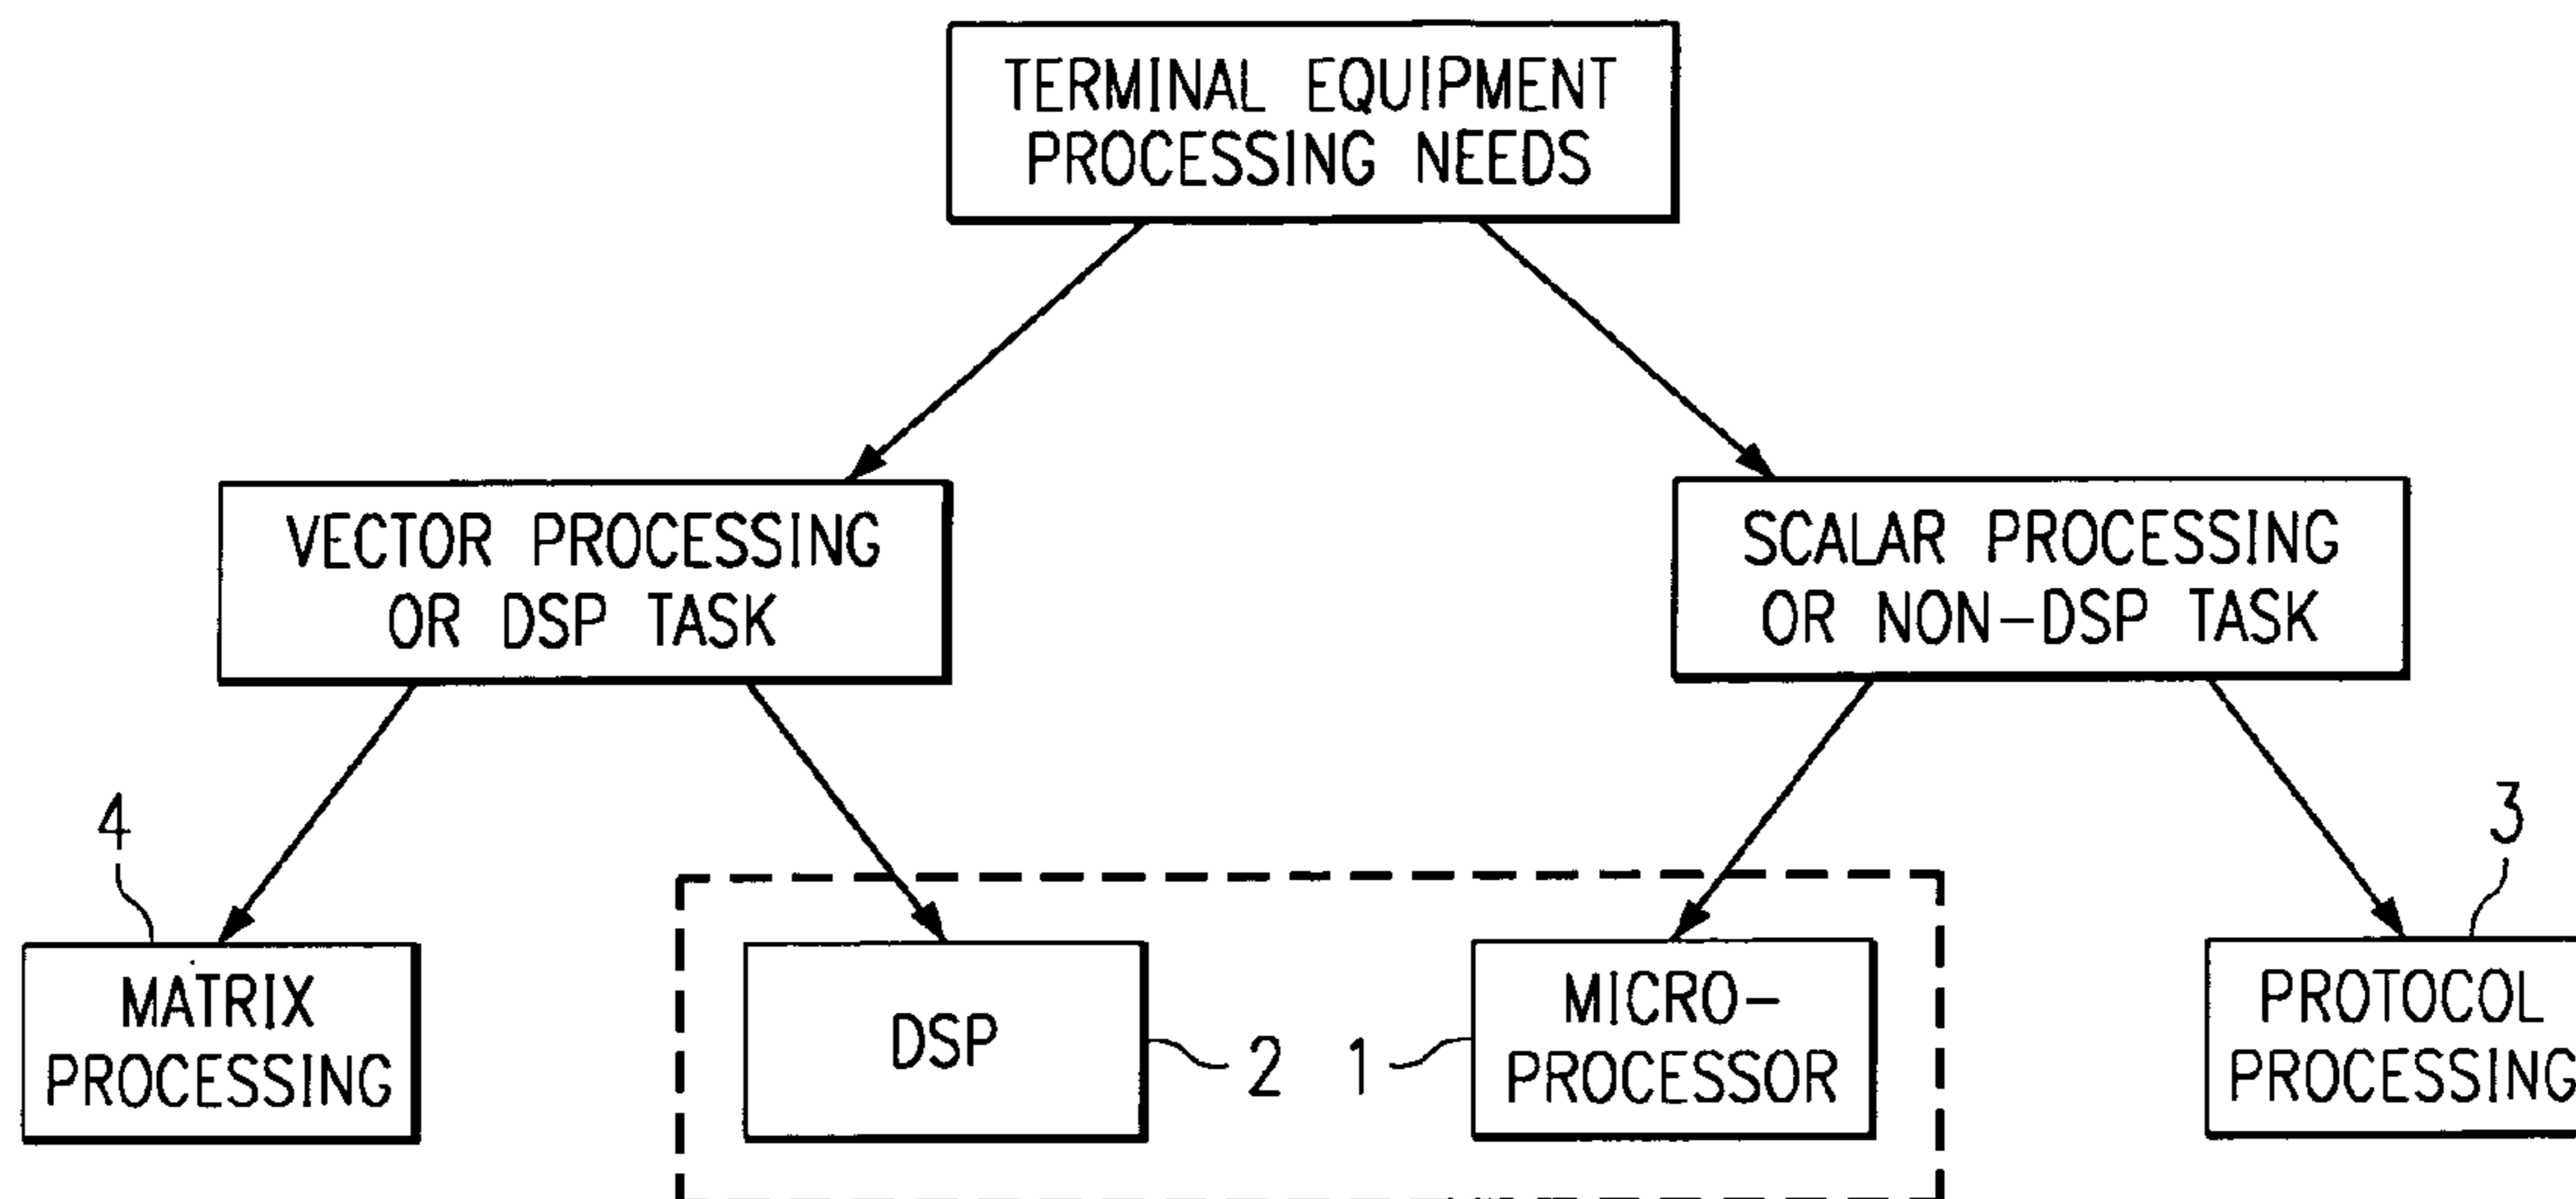 TERMINAL EQUIPMENT
PROCESSING NEEDS
VECTOR PROCESSING
OR DSP TASK
SCALAR PROCESSING
OR NON-DSP TASK
4
3
MATRIX
PROCESSING
DSP
2
1
MICRO-
PROCESSOR
PROTOCOL
PROCESSING